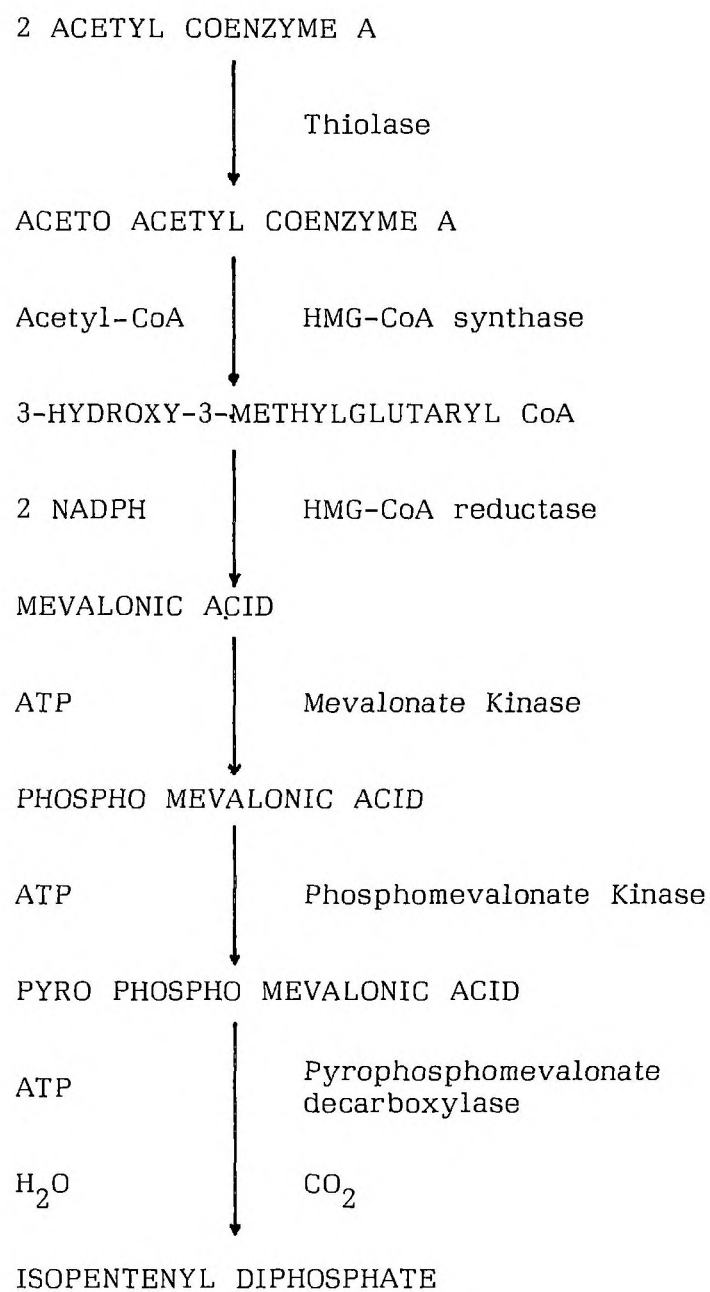 2 ACETYL COENZYME A
Thiolase
ACETO ACETYL COENZYME A
Acetyl-CoA HMG-CoA synthase
3-HYDROXY-3-METHYLGLUTARYL CoA
2 NADPH HMG-CoA reductase
MEVALONIC ACID
ATP Mevalonate Kinase
PHOSPHO MEVALONIC ACID
ATP Phosphomevalonate Kinase
PYRO PHOSPHO MEVALONIC ACID
ATP Pyrophosphomevalonate
decarboxylase
H₂O CO₂
ISOPENTENYL DIPHOSPHATE